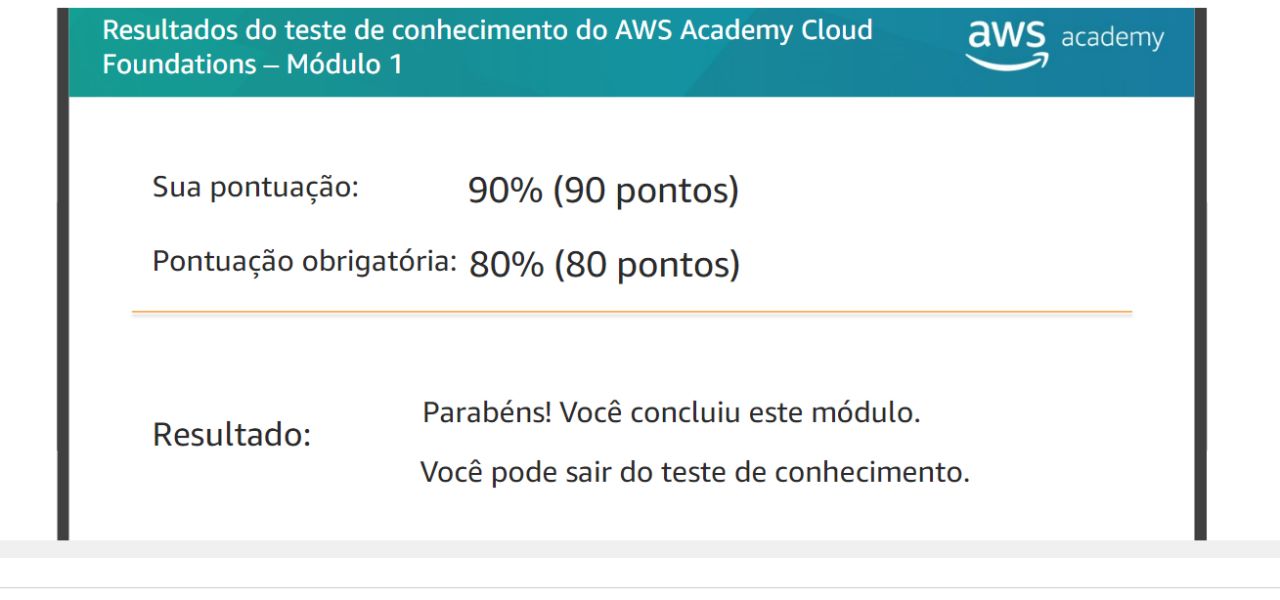 Resultados do teste de conhecimento do AWS Academy Cloud
Foundations – Módulo 1
aws academy
Sua pontuação: 90% (90 pontos)
Pontuação obrigatória: 80% (80 pontos)
Resultado:
Parabéns! Você concluiu este módulo.
Você pode sair do teste de conhecimento.